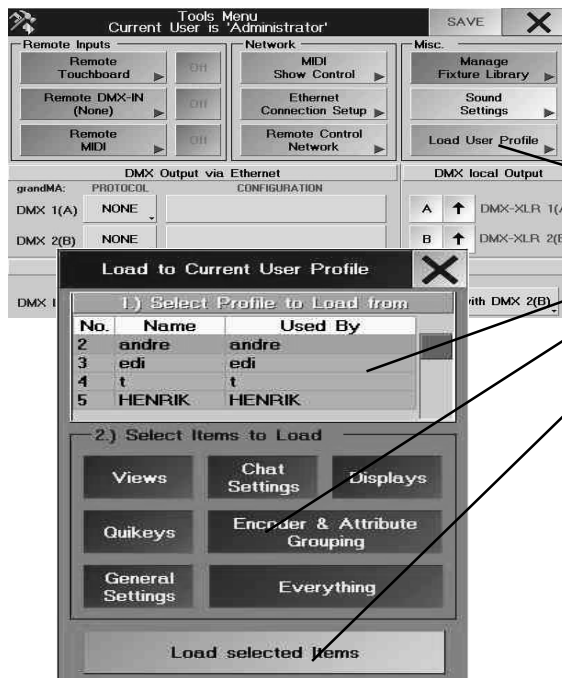 Tools Menu
Current User is 'Administrator'
SAVE
Remote Inputs
Network
Misc.
Remote Touchboard
Off
MIDI Show Control
Manage Fixture Library
Remote DMX-IN (None)
Off
Ethernet Connection Setup
Sound Settings
Remote MIDI
Off
Remote Control Network
Load User Profile
DMX Output via Ethernet
DMX local Output
grandMA:
PROTOCOL
CONFIGURATION
DMX 1(A)
NONE
A
DMX-XLR 1(A
DMX 2(B)
NONE
B
DMX-XLR 2(B
DMX I
with DMX 2(B)
Load to Current User Profile
1.) Select Profile to Load from
No. Name Used By
2 andre andre
3 edi edi
4 t t
5 HENRIK HENRIK
2.) Select Items to Load
Views
Chat Settings
Displays
Quikeys
Encoder & Attribute Grouping
General Settings
Everything
Load selected Items